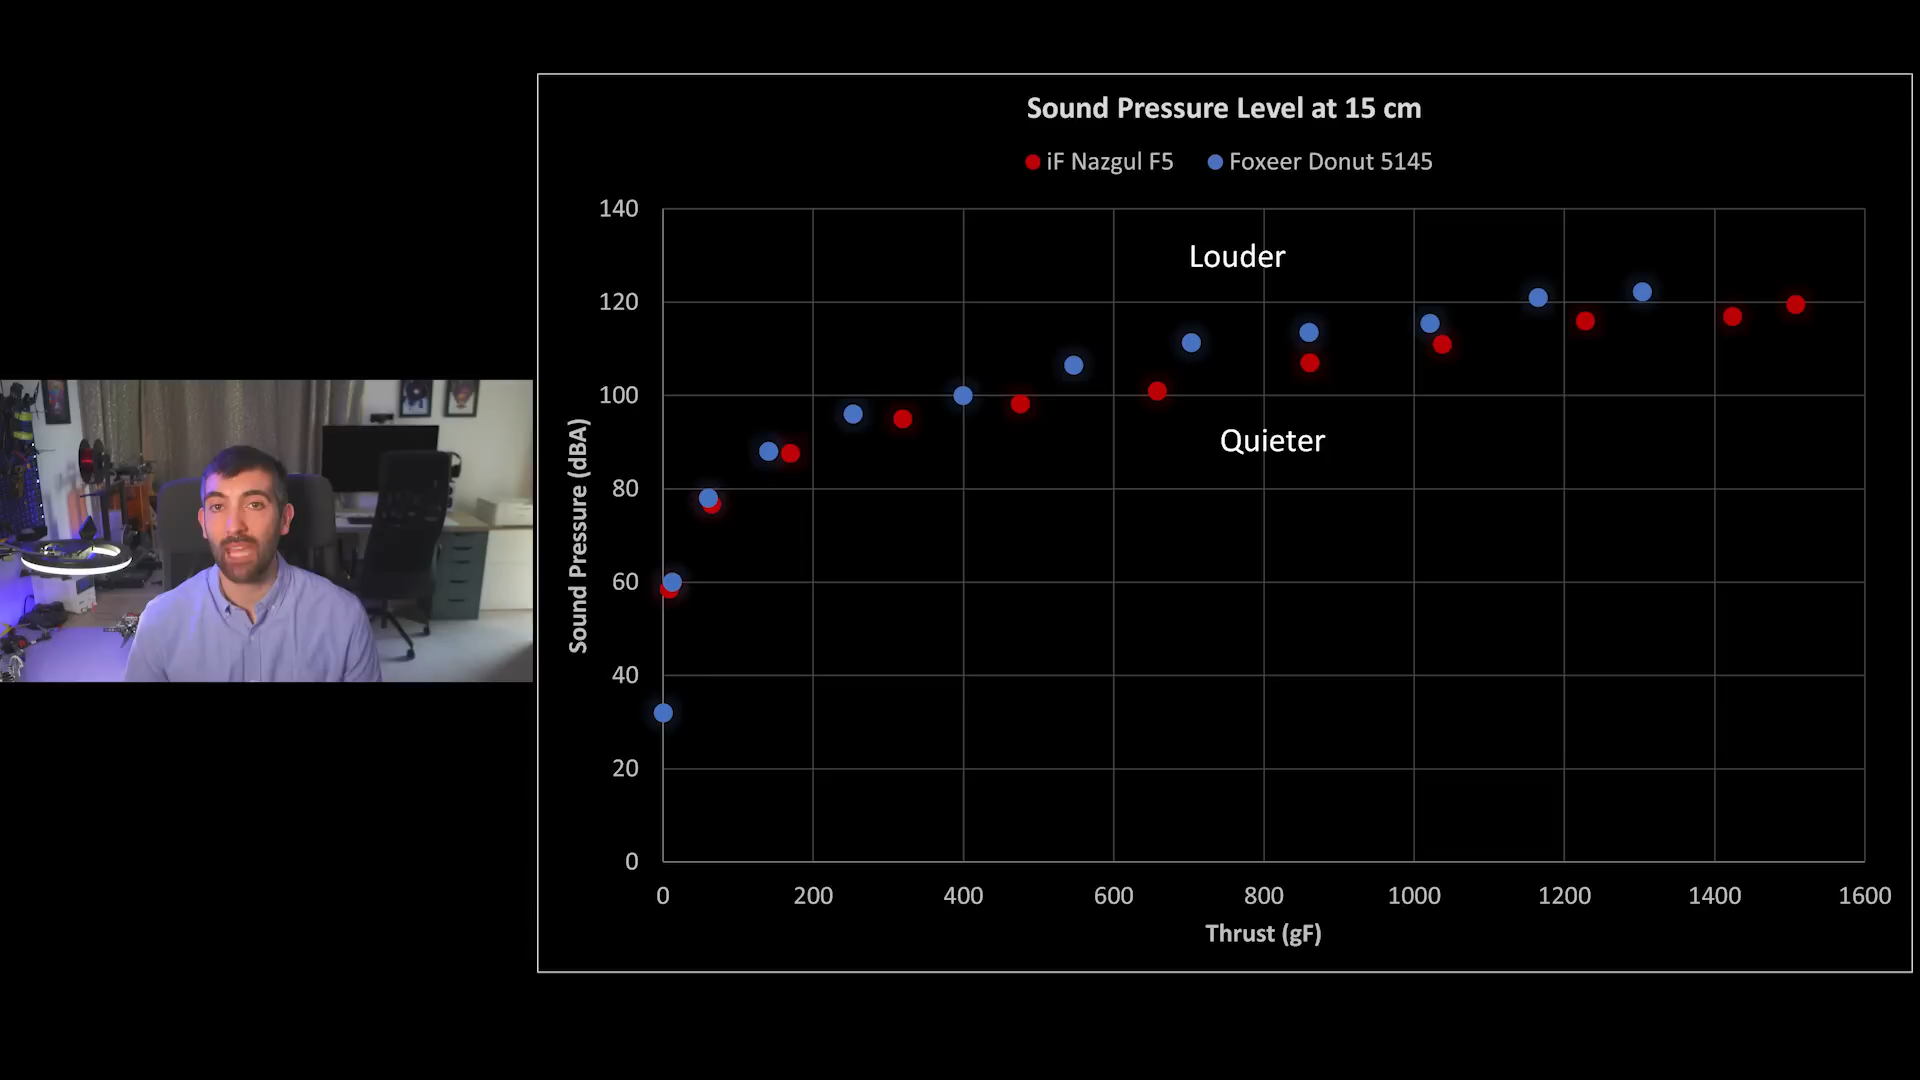 Sound Pressure Level at 15 cm
iF Nazgul F5 Foxeer Donut 5145
140
120
100
80
60
40
20
0
Sound Pressure (dBA)
Louder
Quieter
0 200 400 600 800 1000 1200 1400 1600
Thrust (gF)